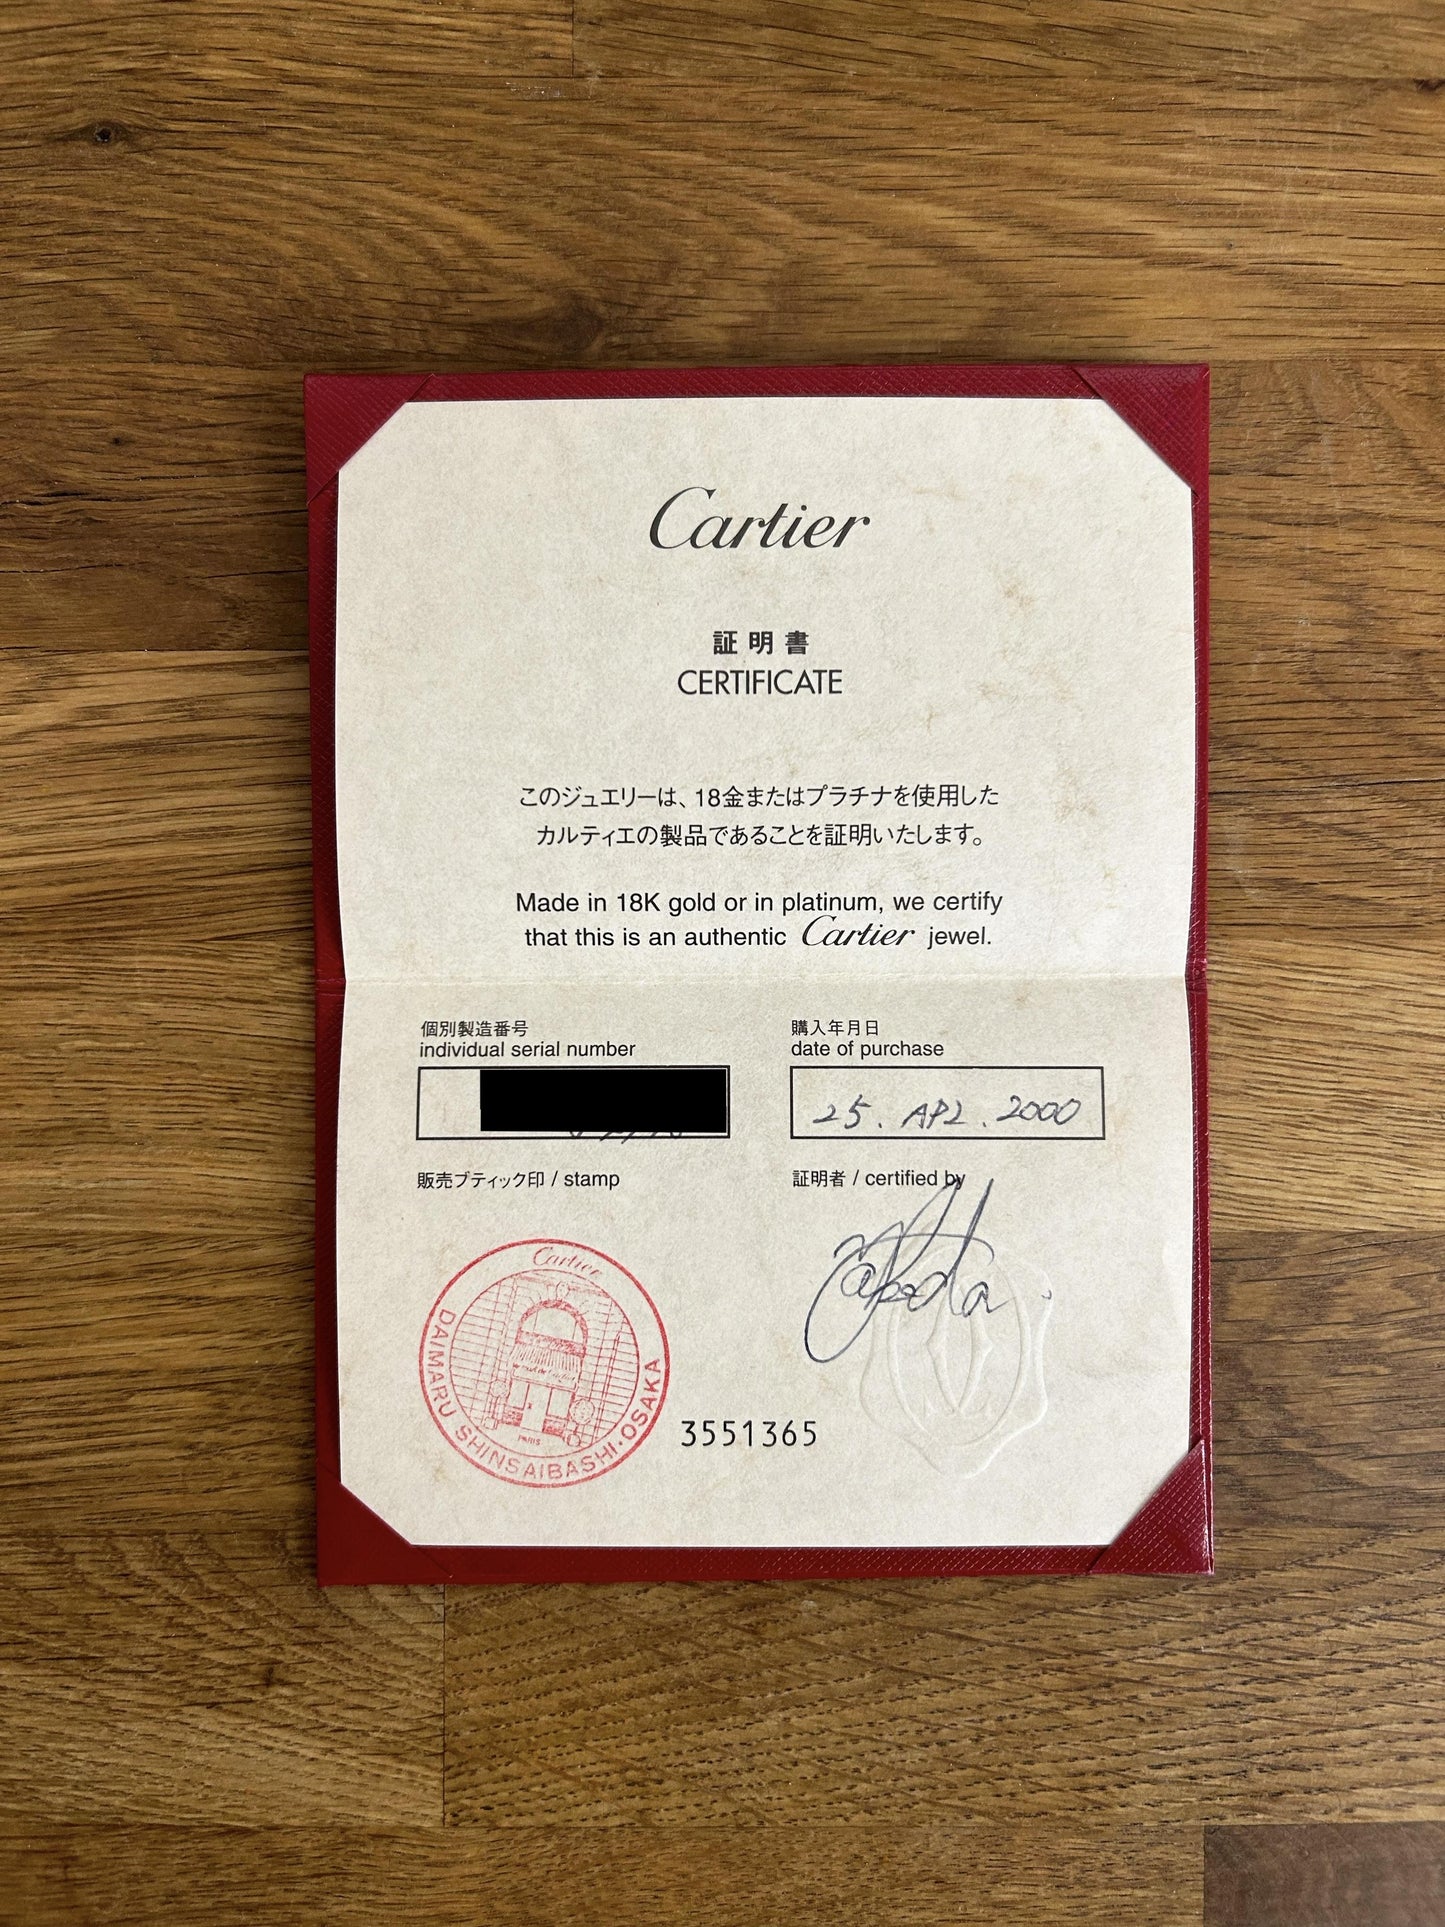 Cartier
証明書
CERTIFICATE
このジュエリーは、18金またはプラチナを使用した
カルティエの製品であることを証明いたします。
Made in 18K gold or in platinum, we certify
that this is an authentic Cartier jewel.
個別製造番号
individual serial number
購入年月日
date of purchase
25. APL. 2000
販売ブティック印 / stamp
証明者 / certified by
Cartier
PARIS
DAIMARU SHINSAIBASHI·OSAKA
3551365